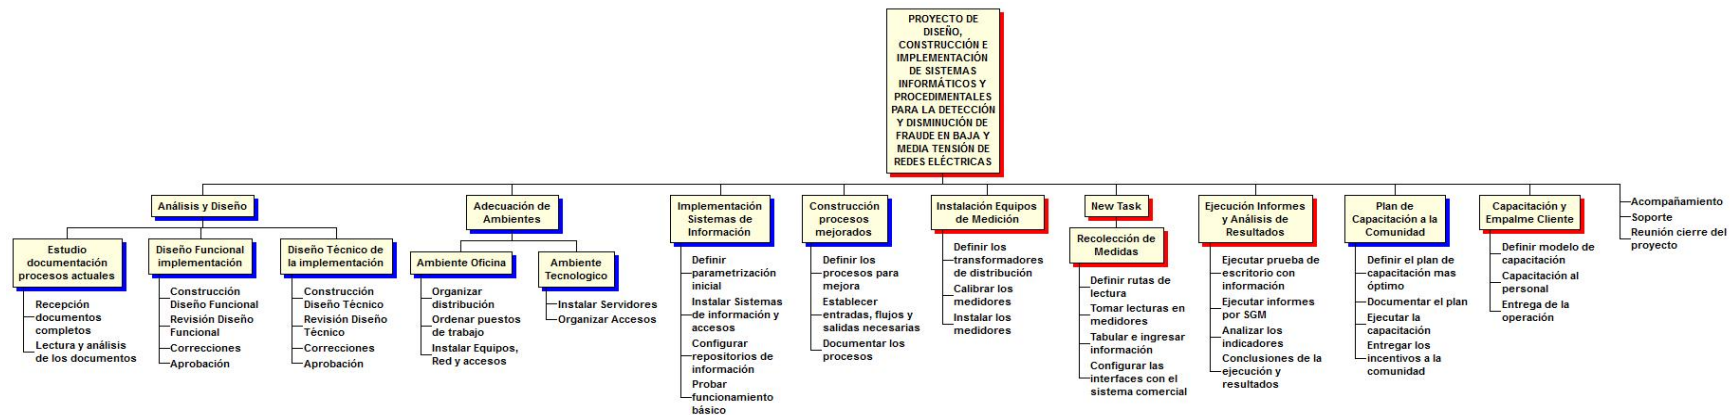 PROYECTO DE
DISEÑO,
CONSTRUCCIÓN E
IMPLEMENTACIÓN
DE SISTEMAS
INFORMÁTICOS Y
PROCEDIMENTALES
PARA LA DETECCIÓN
Y DISMINUCIÓN DE
FRAUDE EN BAJA Y
MEDIA TENSIÓN DE
REDES ELÉCTRICAS
Análisis y Diseño
Estudio
documentación
procesos actuales
Recepción
documentos
completos
Lectura y análisis
de los documentos
Diseño Funcional
implementación
Construcción
Diseño Funcional
Revisión Diseño
Funcional
Correcciones
Aprobación
Diseño Técnico de
la implementación
Construcción
Diseño Técnico
Revisión Diseño
Técnico
Correcciones
Aprobación
Adecuación de
Ambientes
Ambiente Oficina
Organizar
distribución
Ordenar puestos
de trabajo
Instalar Equipos,
Red y accesos
Ambiente
Tecnologico
Instalar Servidores
Organizar Accesos
Implementación
Sistemas de
Información
Definir
parametrización
inicial
Instalar Sistemas
de información y
accesos
Configurar
repositorios de
información
Probar
funcionamiento
básico
Construcción
procesos
mejorados
Definir los
procesos para
mejora
Establecer
entradas, flujos y
salidas necesarias
Documentar los
procesos
Instalación Equipos
de Medición
Definir los
transformadores
de distribución
Calibrar los
medidores
Instalar los
medidores
New Task
Recolección de
Medidas
Definir rutas de
lectura
Tomar lecturas en
medidores
Tabular e ingresar
información
Configurar las
interfaces con el
sistema comercial
Ejecución Informes
y Análisis de
Resultados
Ejecutar prueba de
escritorio con
información
Ejecutar informes
por SGM
Analizar los
indicadores
Conclusiones de la
ejecución y
resultados
Plan de
Capacitación a la
Comunidad
Definir el plan de
capacitación mas
óptimo
Documentar el plan
Ejecutar la
capacitación
Entregar los
incentivos a la
comunidad
Capacitación y
Empalme Cliente
Definir modelo de
capacitación
Capacitación al
personal
Entrega de la
operación
Acompañamiento
Soporte
Reunión cierre del
proyecto